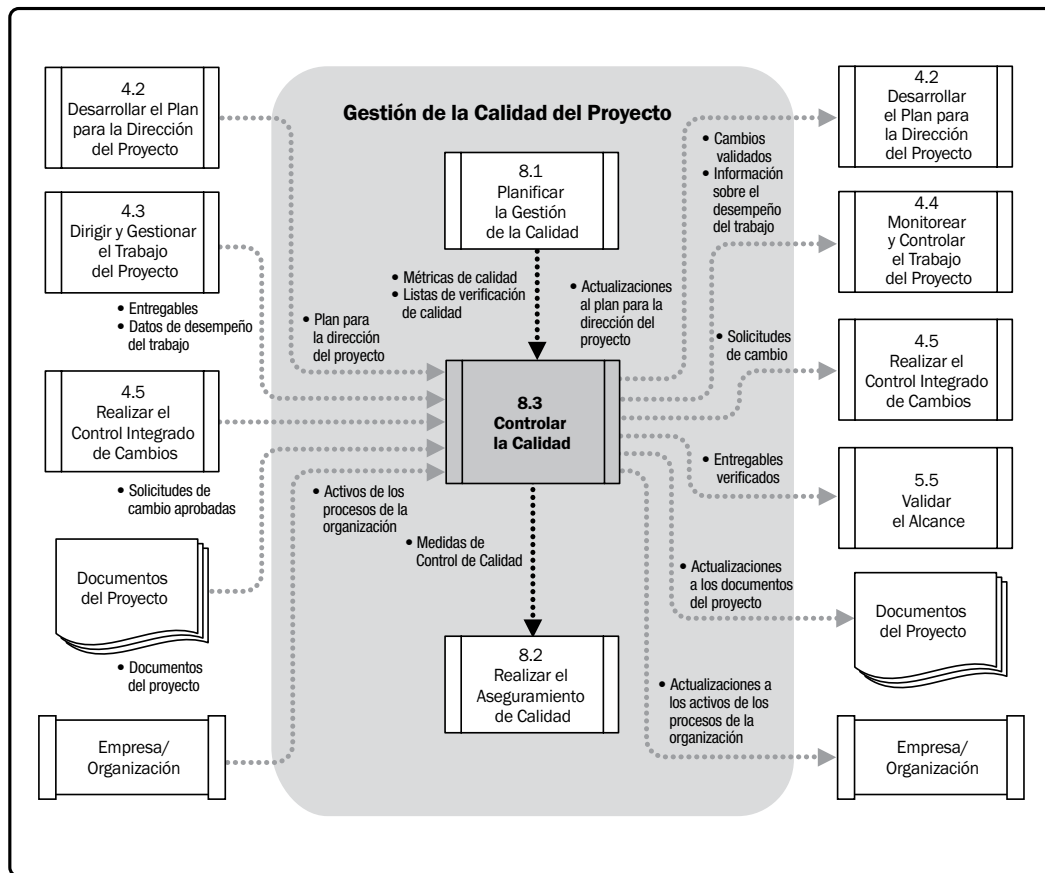 Gestión de la Calidad del Proyecto
4.2
Desarrollar el Plan
para la Dirección
del Proyecto
4.3
Dirigir y Gestionar
el Trabajo
del Proyecto
• Entregables
• Datos de desempeño
del trabajo
4.5
Realizar el
Control Integrado
de Cambios
• Solicitudes de
cambio aprobadas
Documentos
del Proyecto
• Documentos
del proyecto
Empresa/
Organización
• Plan para
la dirección
del proyecto
• Activos de los
procesos de la
organización
8.1
Planificar
la Gestión
de la Calidad
• Métricas de calidad
• Listas de verificación
de calidad
8.3
Controlar
la Calidad
• Medidas de
Control de Calidad
8.2
Realizar el
Aseguramiento
de Calidad
• Cambios
validados
• Información
sobre el
desempeño
del trabajo
• Actualizaciones
al plan para la
dirección del
proyecto
• Solicitudes
de cambio
• Entregables
verificados
• Actualizaciones
a los documentos
del proyecto
• Actualizaciones a
los activos de los
procesos de la
organización
4.2
Desarrollar
el Plan para
la Dirección
del Proyecto
4.4
Monitorear
y Controlar
el Trabajo
del Proyecto
4.5
Realizar el
Control Integrado
de Cambios
5.5
Validar
el Alcance
Documentos
del Proyecto
Empresa/
Organización